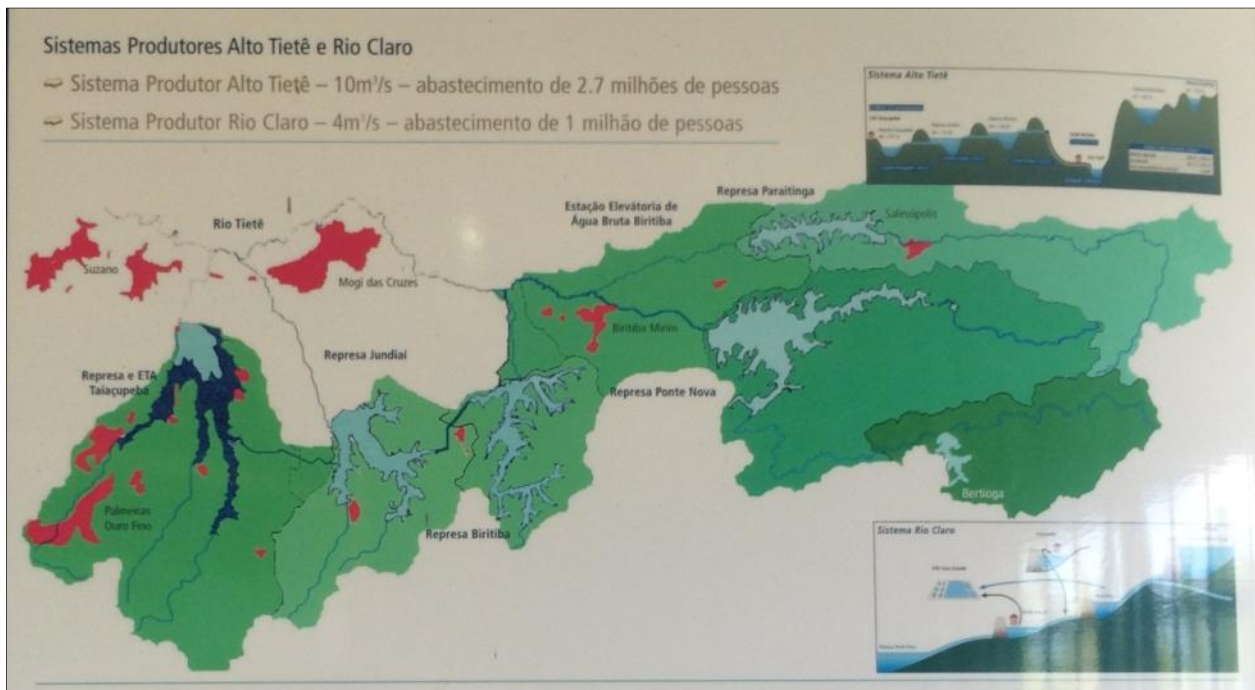 Sistemas Produtores Alto Tietê e Rio Claro
Sistema Produtor Alto Tietê – 10m³/s – abastecimento de 2.7 milhões de pessoas
Sistema Produtor Rio Claro – 4m³/s – abastecimento de 1 milhão de pessoas
Sistema Alto Tietê
Represa Paraitinga
Estação Elevatória de
Água Bruta Biritiba
Salesópolis
Rio Tietê
Suzano
Mogi das Cruzes
Biritiba Mirim
Represa Jundiaí
Represa e ETA
Taiaçupeba
Represa Ponte Nova
Bertioga
Palmeiras
Ouro Fino
Represa Biritiba
Sistema Rio Claro